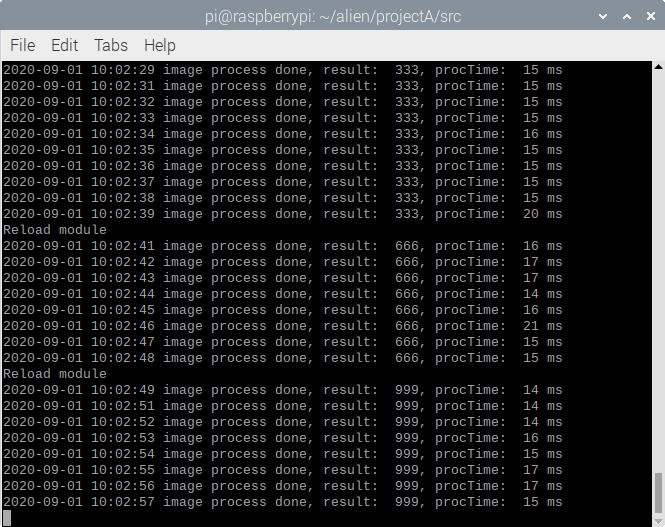 pi@raspberrypi: ~/alien/projectA/src
File Edit Tabs Help
2020-09-01 10:02:29 image process done, result:  333, procTime:  15 ms
2020-09-01 10:02:31 image process done, result:  333, procTime:  15 ms
2020-09-01 10:02:32 image process done, result:  333, procTime:  15 ms
2020-09-01 10:02:33 image process done, result:  333, procTime:  15 ms
2020-09-01 10:02:34 image process done, result:  333, procTime:  16 ms
2020-09-01 10:02:35 image process done, result:  333, procTime:  15 ms
2020-09-01 10:02:36 image process done, result:  333, procTime:  15 ms
2020-09-01 10:02:37 image process done, result:  333, procTime:  15 ms
2020-09-01 10:02:38 image process done, result:  333, procTime:  15 ms
2020-09-01 10:02:39 image process done, result:  333, procTime:  20 ms
Reload module
2020-09-01 10:02:41 image process done, result:  666, procTime:  16 ms
2020-09-01 10:02:42 image process done, result:  666, procTime:  17 ms
2020-09-01 10:02:43 image process done, result:  666, procTime:  17 ms
2020-09-01 10:02:44 image process done, result:  666, procTime:  14 ms
2020-09-01 10:02:45 image process done, result:  666, procTime:  16 ms
2020-09-01 10:02:46 image process done, result:  666, procTime:  21 ms
2020-09-01 10:02:47 image process done, result:  666, procTime:  15 ms
2020-09-01 10:02:48 image process done, result:  666, procTime:  15 ms
Reload module
2020-09-01 10:02:49 image process done, result:  999, procTime:  14 ms
2020-09-01 10:02:51 image process done, result:  999, procTime:  14 ms
2020-09-01 10:02:52 image process done, result:  999, procTime:  14 ms
2020-09-01 10:02:53 image process done, result:  999, procTime:  16 ms
2020-09-01 10:02:54 image process done, result:  999, procTime:  15 ms
2020-09-01 10:02:55 image process done, result:  999, procTime:  17 ms
2020-09-01 10:02:56 image process done, result:  999, procTime:  17 ms
2020-09-01 10:02:57 image process done, result:  999, procTime:  15 ms